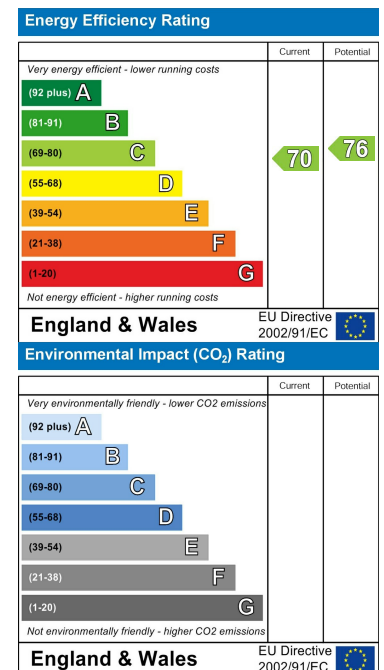 Energy Efficiency Rating
Current Potential
Very energy efficient - lower running costs
(92 plus) A
(81-91) B
(69-80) C
70 76
(55-68) D
(39-54) E
(21-38) F
(1-20) G
Not energy efficient - higher running costs
England & Wales
EU Directive
2002/91/EC
Environmental Impact (CO₂) Rating
Current Potential
Very environmentally friendly - lower CO2 emissions
(92 plus) A
(81-91) B
(69-80) C
(55-68) D
(39-54) E
(21-38) F
(1-20) G
Not environmentally friendly - higher CO2 emissions
England & Wales
EU Directive
2002/91/EC